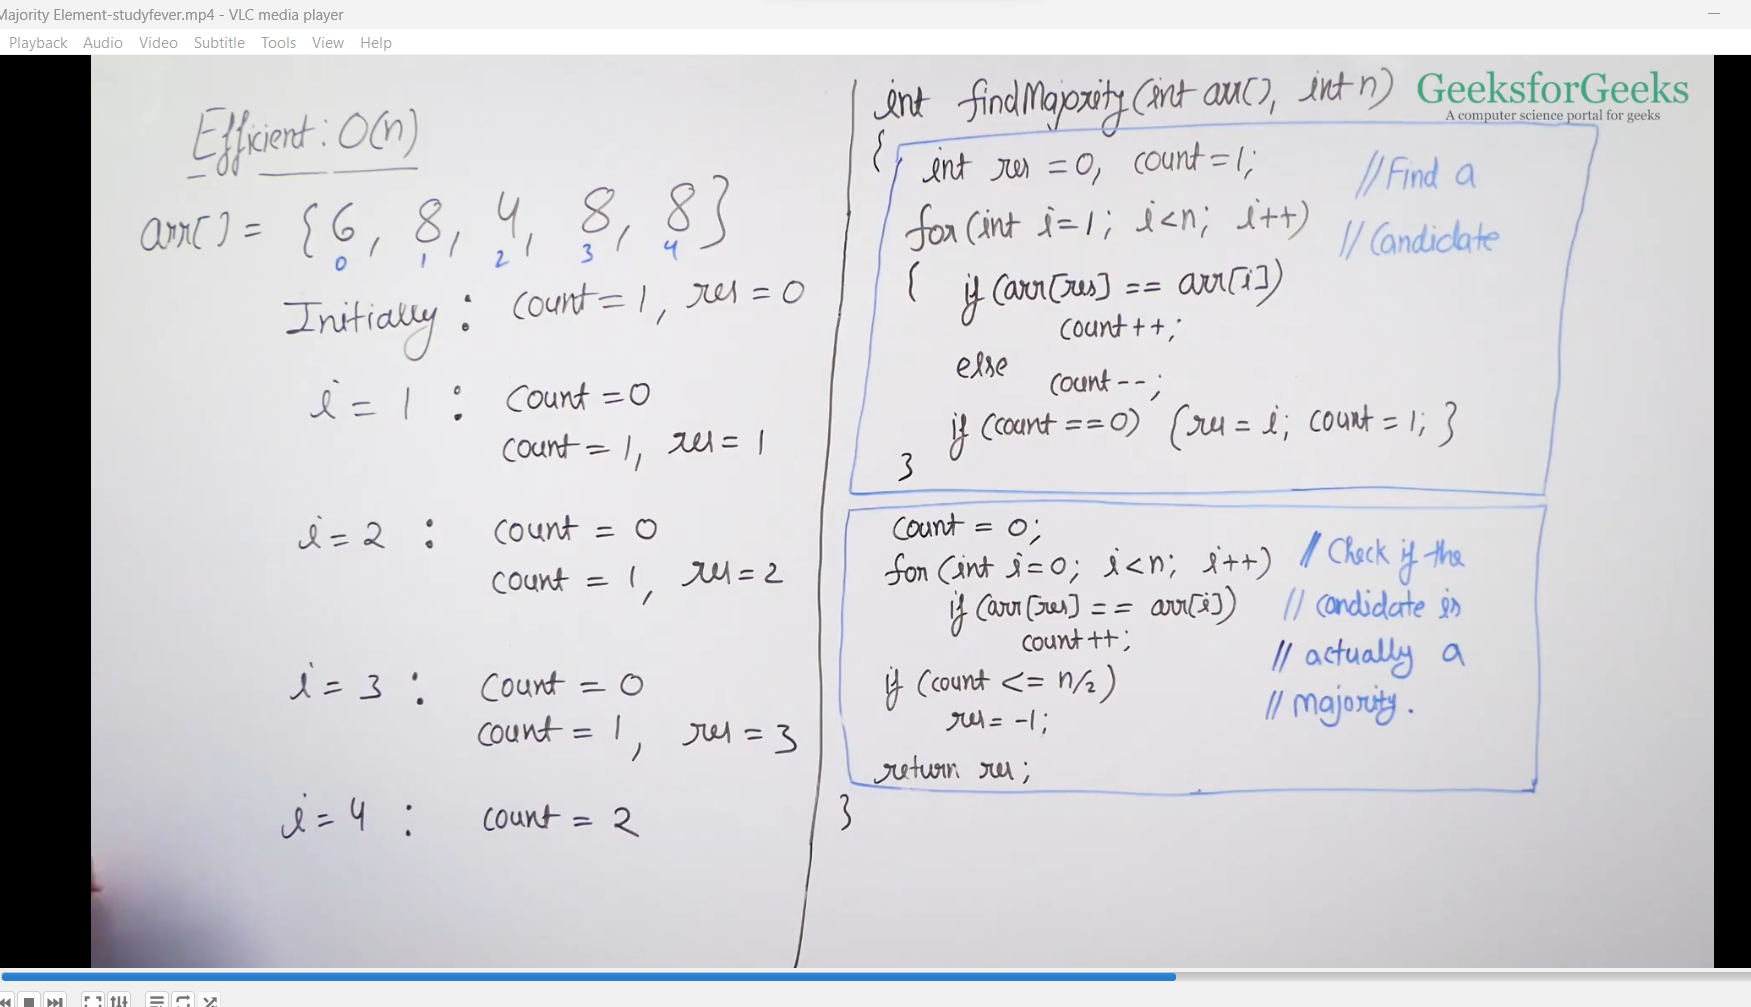 Majority Element-studyfever.mp4 - VLC media player
Playback Audio Video Subtitle Tools View Help
Efficient: O(n)
arr[] = {6, 8, 4, 8, 8}
0 1 2 3 4
Initially : count = 1, res = 0
i = 1 : count = 0
count = 1, res = 1
i = 2 : count = 0
count = 1, res = 2
i = 3 : count = 0
count = 1, res = 3
i = 4 : count = 2
GeeksforGeeks
A computer science portal for geeks
int findMajority(int arr[], int n)
{
int res = 0, count = 1; //Find a
for(int i=1; i<n; i++) //Candidate
{ if (arr[res] == arr[i])
count++;
else
count--;
if (count == 0) {res = i; count = 1; }
}
count = 0;
for (int i=0; i<n; i++) // Check if the
if (arr[res] == arr[i]) // candidate is
count++;
// actually a
if (count <= n/2)
// majority.
res = -1;
return res;
}